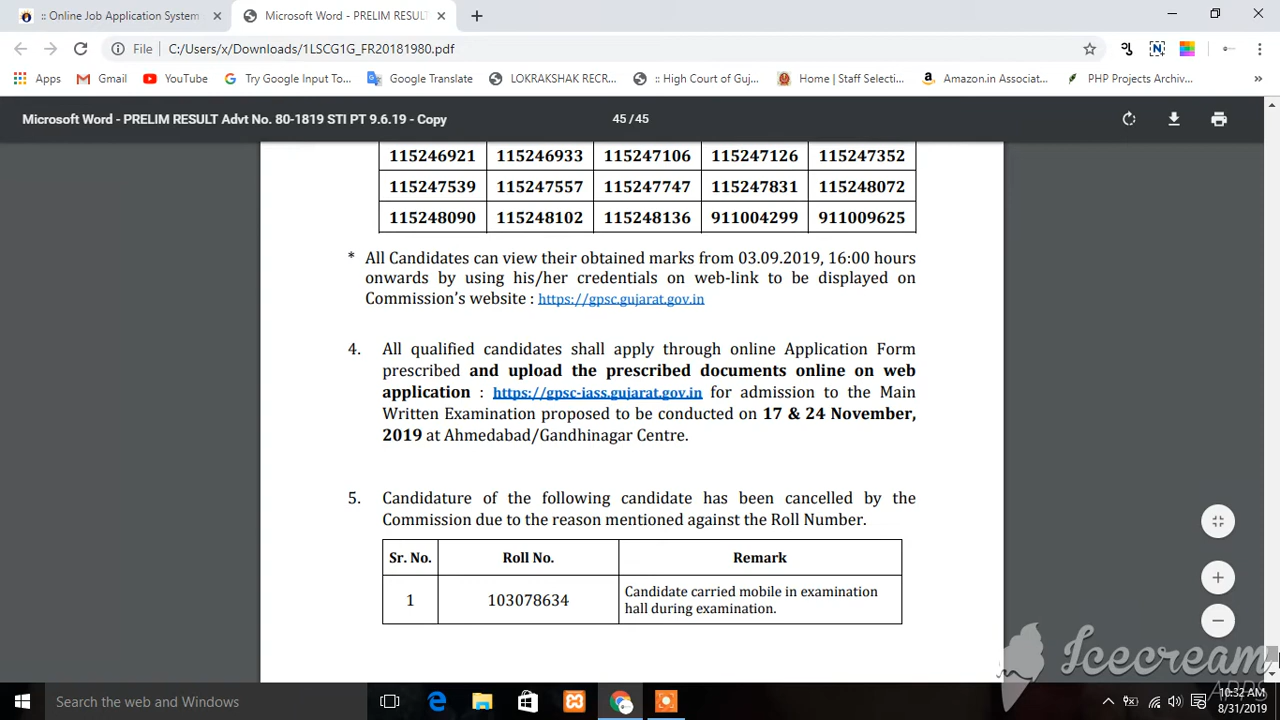 :: Online Job Application System
Microsoft Word - PRELIM RESULT
File
C:/Users/x/Downloads/1LSCG1G_FR20181980.pdf
Apps
Gmail
YouTube
Try Google Input To...
Google Translate
LOKRAKSHAK RECR...
:: High Court of Guj...
Home | Staff Selecti...
Amazon.in Associat...
PHP Projects Archiv...
»
Microsoft Word - PRELIM RESULT Advt No. 80-1819 STI PT 9.6.19 - Copy
45 / 45
115246921 115246933 115247106 115247126 115247352
115247539 115247557 115247747 115247831 115248072
115248090 115248102 115248136 911004299 911009625
* All Candidates can view their obtained marks from 03.09.2019, 16:00 hours
onwards by using his/her credentials on web-link to be displayed on
Commission's website : https://gpsc.gujarat.gov.in
4. All qualified candidates shall apply through online Application Form
prescribed and upload the prescribed documents online on web
application : https://gpsc-iass.gujarat.gov.in for admission to the Main
Written Examination proposed to be conducted on 17 & 24 November,
2019 at Ahmedabad/Gandhinagar Centre.
5. Candidature of the following candidate has been cancelled by the
Commission due to the reason mentioned against the Roll Number.
Sr. No. Roll No. Remark
1 103078634 Candidate carried mobile in examination
hall during examination.
Icecream
APPS
Search the web and Windows
10:32 AM
8/31/2019